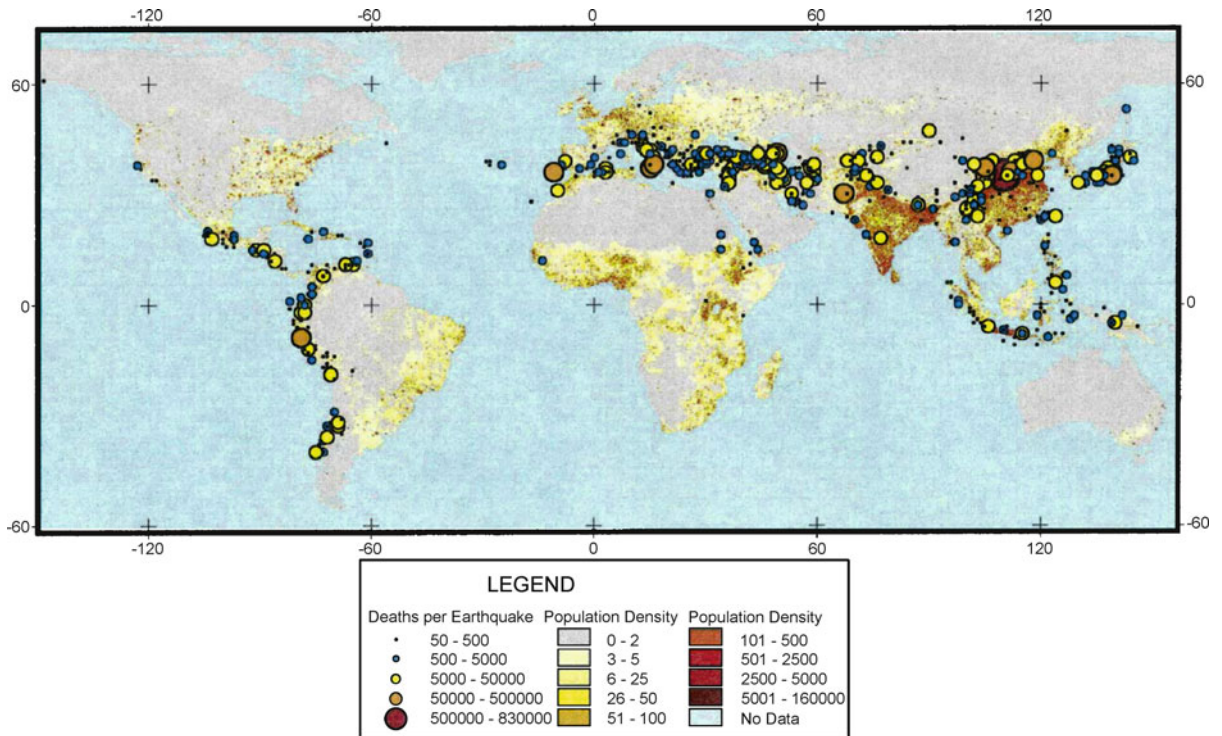 -120 -60 0 60 120
60 60
0 0
-60 -60
-120 -60 0 60 120
LEGEND
Deaths per Earthquake Population Density Population Density
50 - 500 0 - 2 101 - 500
500 - 5000 3 - 5 501 - 2500
5000 - 50000 6 - 25 2500 - 5000
50000 - 500000 26 - 50 5001 - 160000
500000 - 830000 51 - 100 No Data